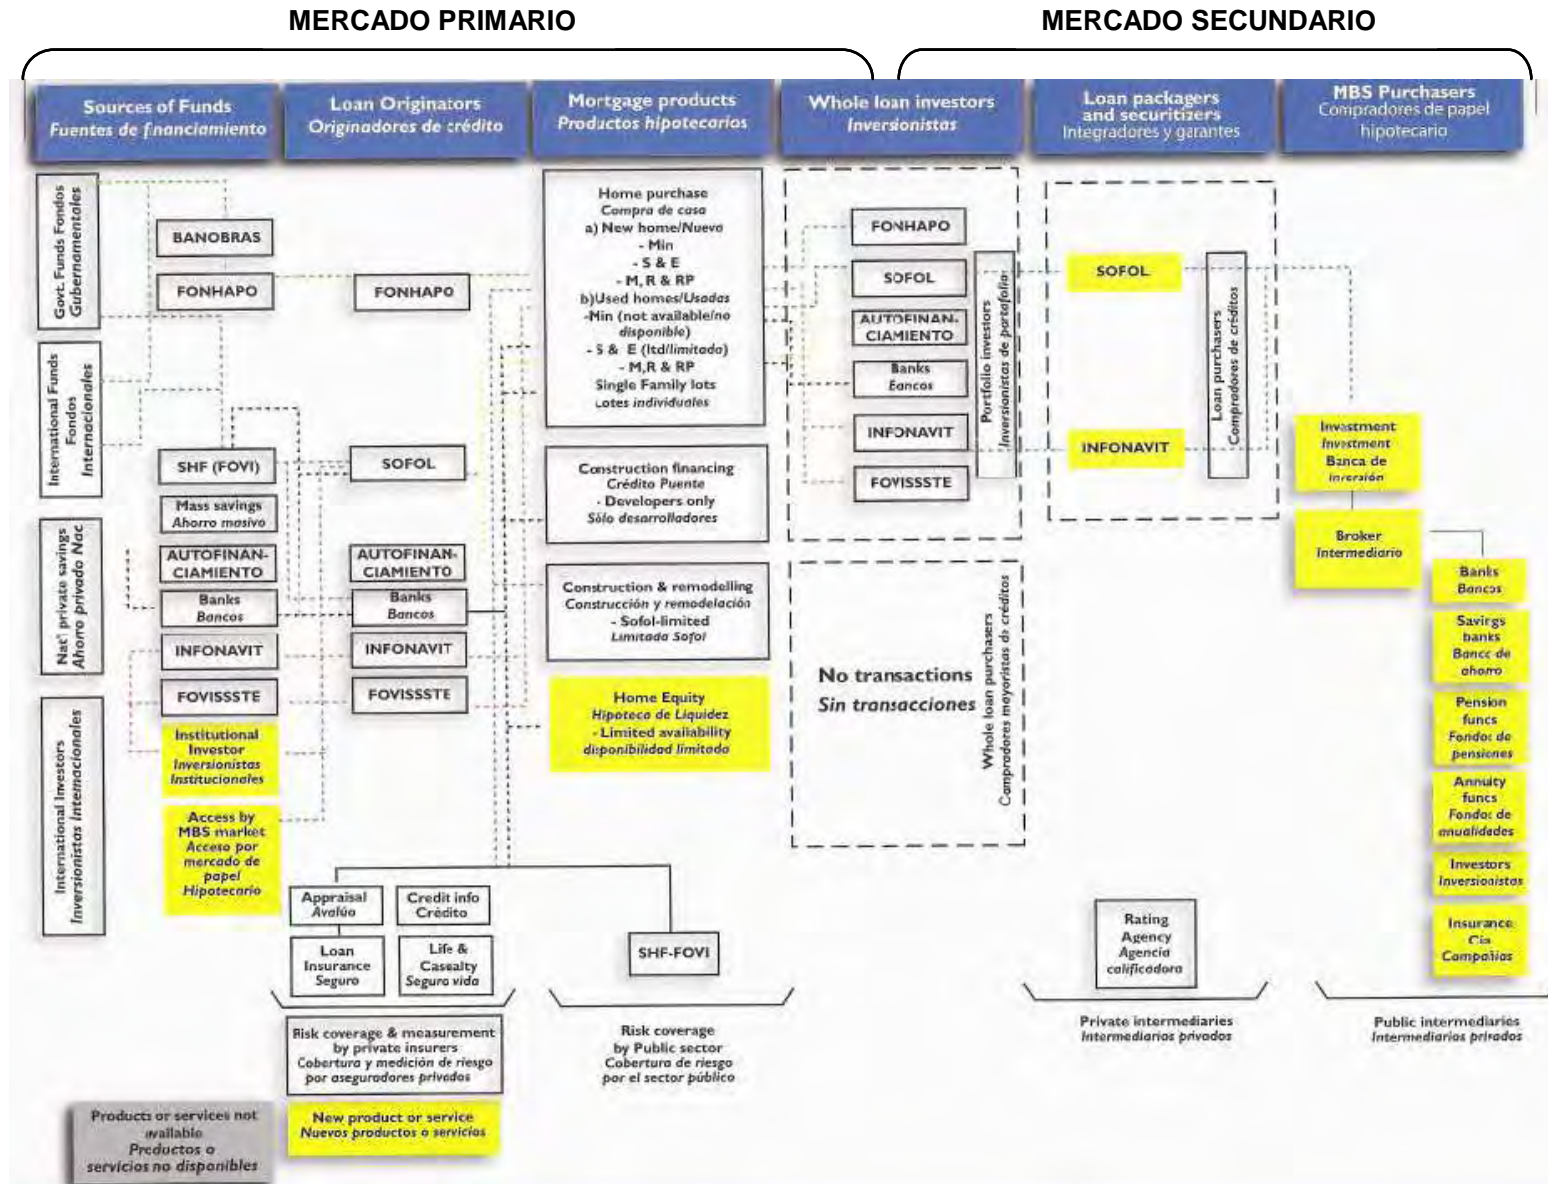 MERCADO PRIMARIO
MERCADO SECUNDARIO
Sources of Funds
Fuentes de financiamiento
Loan Originators
Originadores de crédito
Mortgage products
Productos hipotecarios
Whole loan investors
Inversionistas
Loan packagers
and securitizers
Integradores y garantes
MBS Purchasers
Compradores de papel
hipotecario
Govt. Funds Fondos
Gubernamentales
International Funds
Fondos
Internacionales
Nat'l private savings
Ahorro privado Nac
International Investors
Inversionistas Internacionales
BANOBRAS
FONHAPO
SHF (FOVI)
Mass savings
Ahorro masivo
AUTOFINAN-
CIAMIENTO
Banks
Bancos
INFONAVIT
FOVISSSTE
Institutional
Investor
Inversionistas
Institucionales
Access by
MBS market
Acceso por
mercado de
papel
Hipotecario
FONHAPO
SOFOL
AUTOFINAN-
CIAMIENTO
Banks
Bancos
INFONAVIT
FOVISSSTE
Home purchase
Compra de casa
a) New home/Nueva
- Min
- S & E
- M, R & RP
b)Used homes/Usadas
-Min (not available/no
disponible)
- S & E (ltd/limitada)
- M,R & RP
Single Family lots
Lotes individuales
Construction financing
Crédito Puente
- Developers only
Sólo desarrolladores
Construction & remodelling
Construcción y remodelación
- Sofol-limited
Limitada Sofol
Home Equity
Hipoteca de Liquidez
- Limited availability
disponibilidad limitada
FONHAPO
SOFOL
AUTOFINAN-
CIAMIENTO
Banks
Bancos
INFONAVIT
FOVISSSTE
Portfolio investors
Inversionistas de portafolio
No transactions
Sin transacciones
Whole loan purchasers
Compradores mayoristas de créditos
SOFOL
INFONAVIT
Loan purchasers
Compradores de créditos
Investment
Investment
Banca de
Inversión
Broker
Intermediario
Banks
Bancos
Savirgs
banks
Banco de
ahorro
Pension
funcs
Fondos de
pensiones
Annuity
funcs
Fondos de
anualidades
Investors
Inversionistas
Insurance
Cia
Compañias
Appraisal
Avalúo
Credit info
Crédito
Loan
Insurance
Seguro
Life &
Casealty
Seguro vida
SHF-FOVI
Rating
Agency
Agencia
calificadora
Risk coverage & measurement
by private insurers
Cobertura y medición de riesgo
por aseguradores privados
Risk coverage
by Public sector
Cobertura de riesgo
por el sector público
Private intermediaries
Intermediarios privados
Public intermediaries
Intermediarios privados
Products or services not
available
Productos o
servicios no disponibles
New product or service
Nuevos productos o servicios